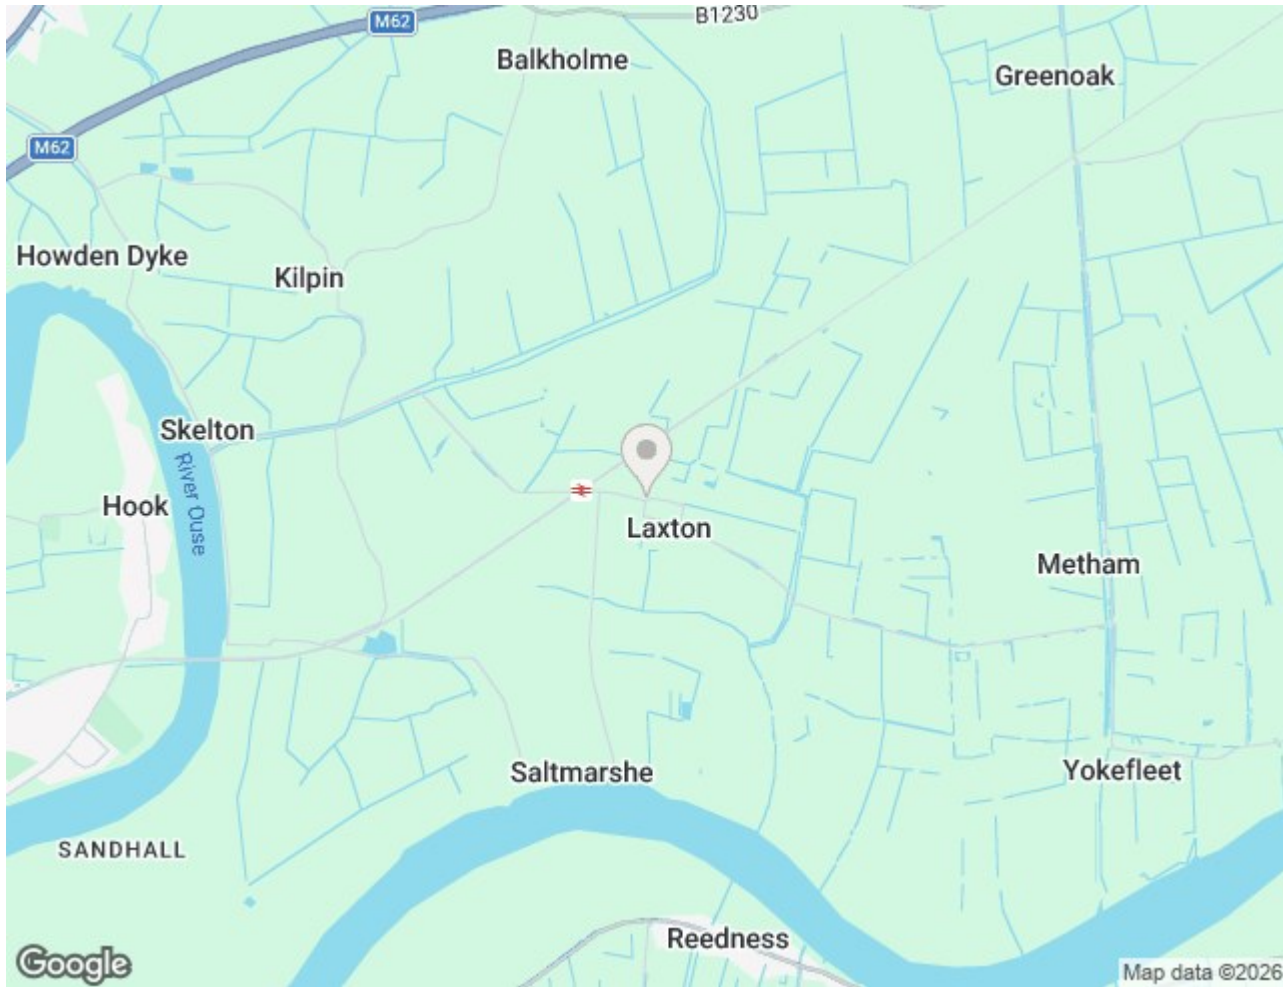 B1230
M62
Balkholme
Greenoak
M62
Howden Dyke
Kilpin
Skelton
River Ouse
Hook
Laxton
Metham
Saltmarshe
Yokefleet
SANDHALL
Reedness
Google
Map data ©2026